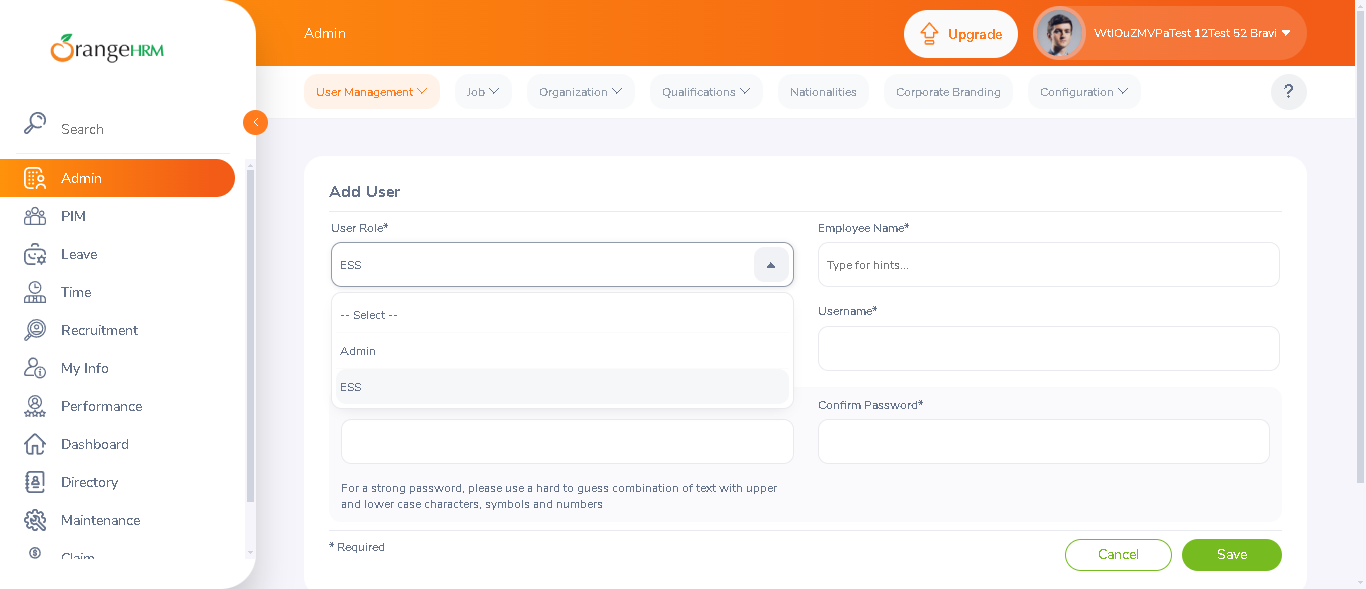 OrangeHRM
Admin
Upgrade
WtlOuZMVPaTest 12Test 52 Bravi
User Management
Job
Organization
Qualifications
Nationalities
Corporate Branding
Configuration
?
Search
Admin
PIM
Leave
Time
Recruitment
My Info
Performance
Dashboard
Directory
Maintenance
Claim
Add User
User Role*
ESS
-- Select --
Admin
ESS
Employee Name*
Type for hints...
Username*
Confirm Password*
For a strong password, please use a hard to guess combination of text with upper
and lower case characters, symbols and numbers
* Required
Cancel
Save